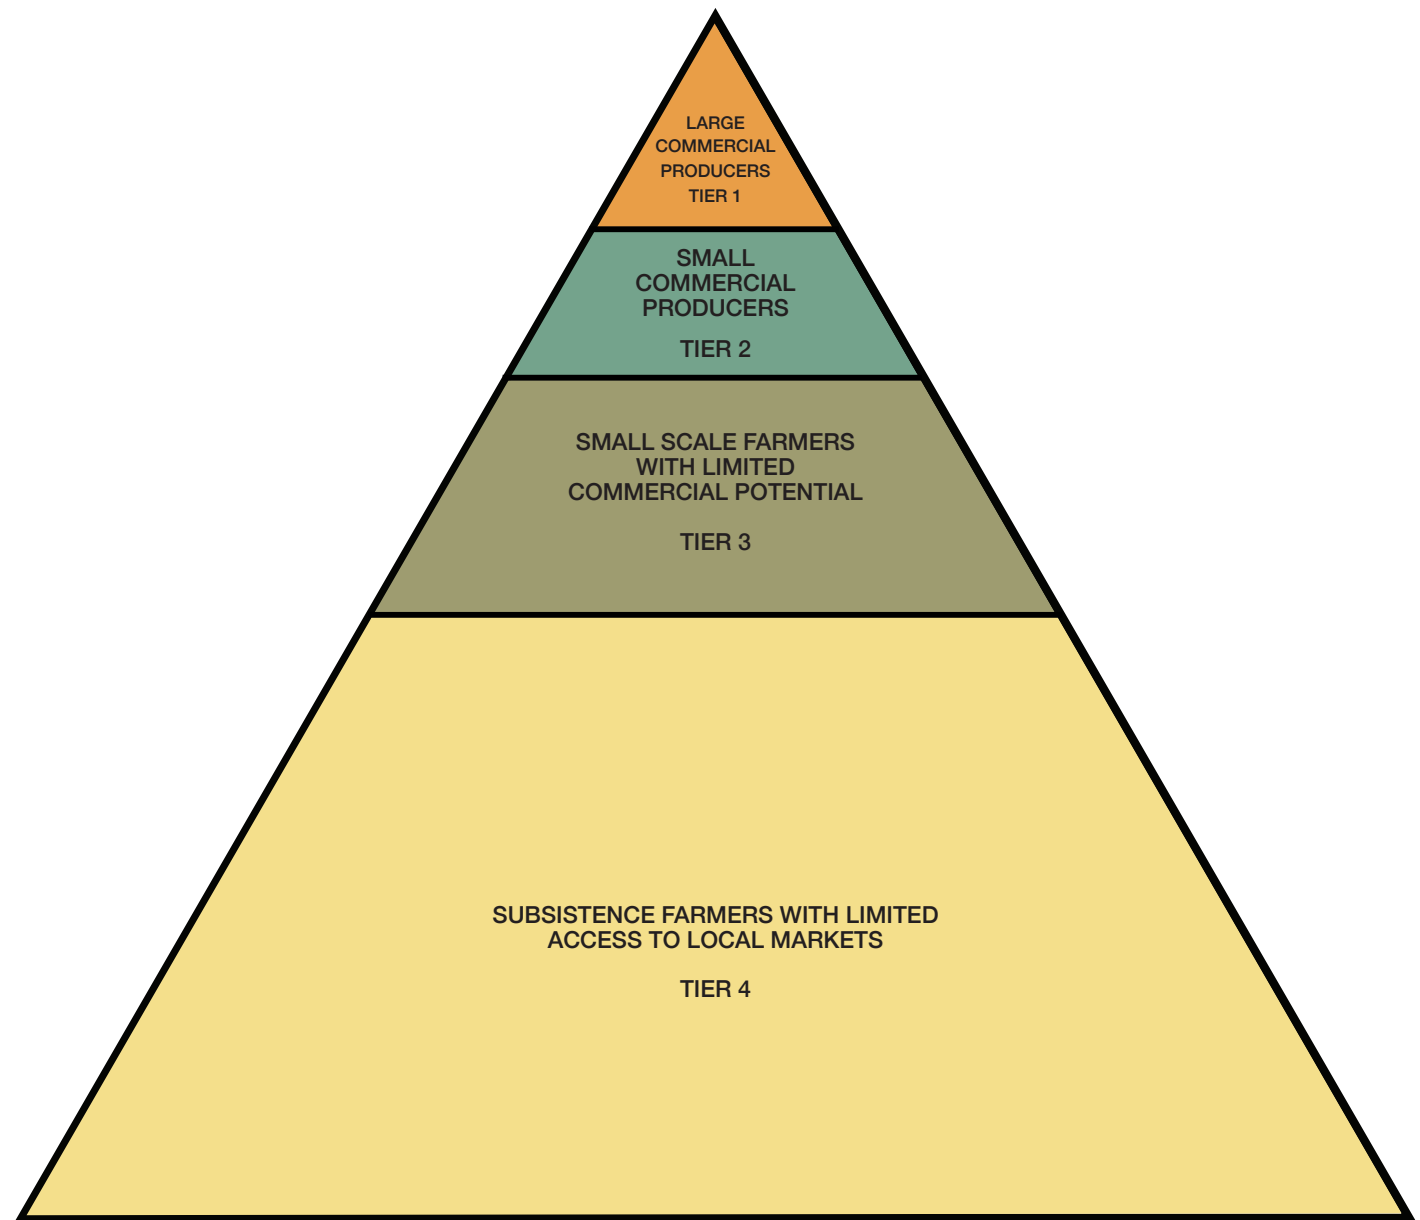 LARGE
COMMERCIAL
PRODUCERS
TIER 1
SMALL
COMMERCIAL
PRODUCERS
TIER 2
SMALL SCALE FARMERS
WITH LIMITED
COMMERCIAL POTENTIAL
TIER 3
SUBSISTENCE FARMERS WITH LIMITED
ACCESS TO LOCAL MARKETS
TIER 4